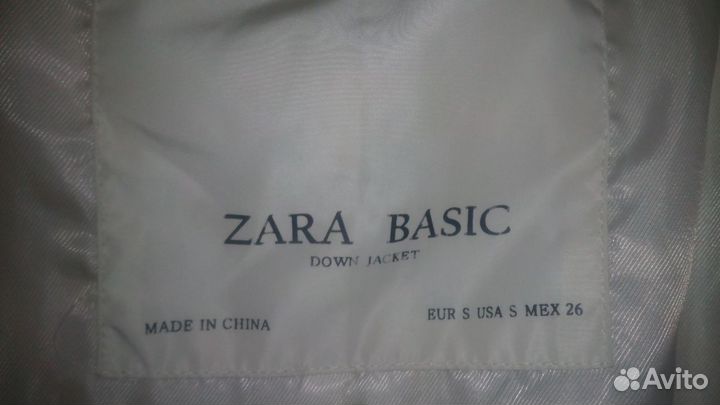 ZARA BASIC
DOWN JACKET
MADE IN CHINA
EUR S USA S MEX 26
Avito